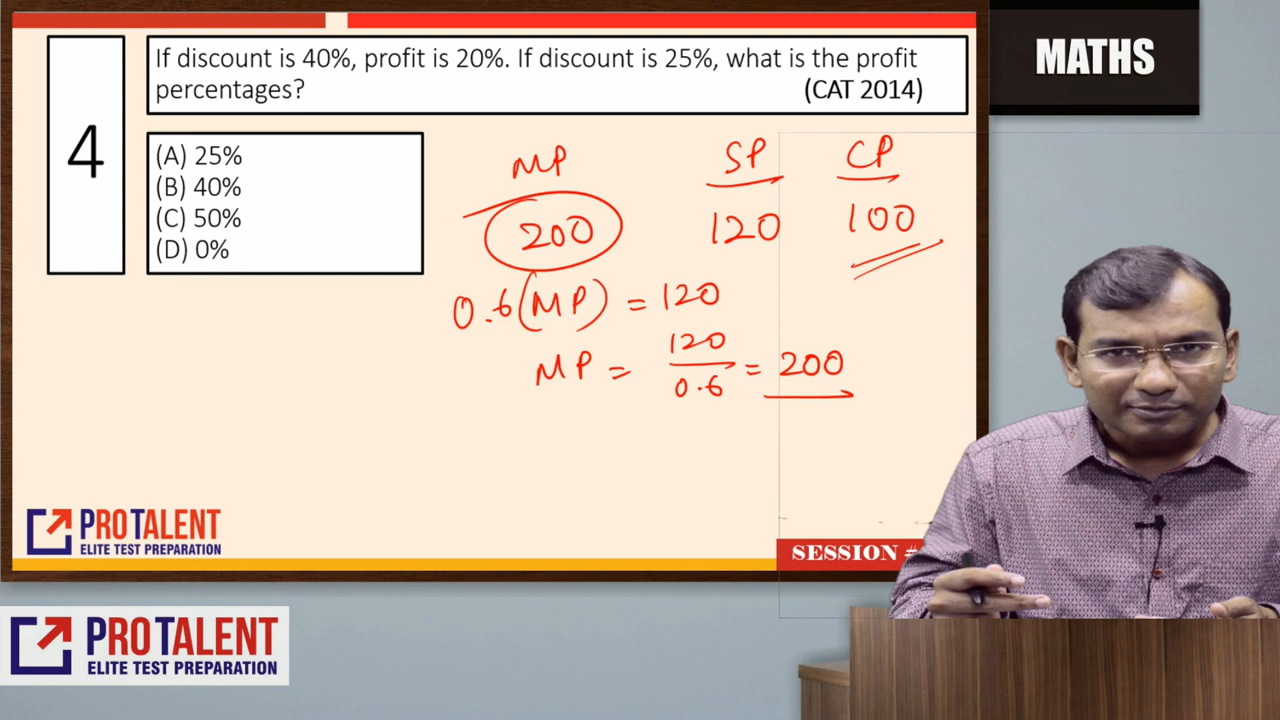 MATHS
4
If discount is 40%, profit is 20%. If discount is 25%, what is the profit
percentages? (CAT 2014)
(A) 25%
(B) 40%
(C) 50%
(D) 0%
MP SP CP
200 120 100
0.6(MP) = 120
MP = 120/0.6 = 200
PROTALENT
ELITE TEST PREPARATION
SESSION #
PROTALENT
ELITE TEST PREPARATION